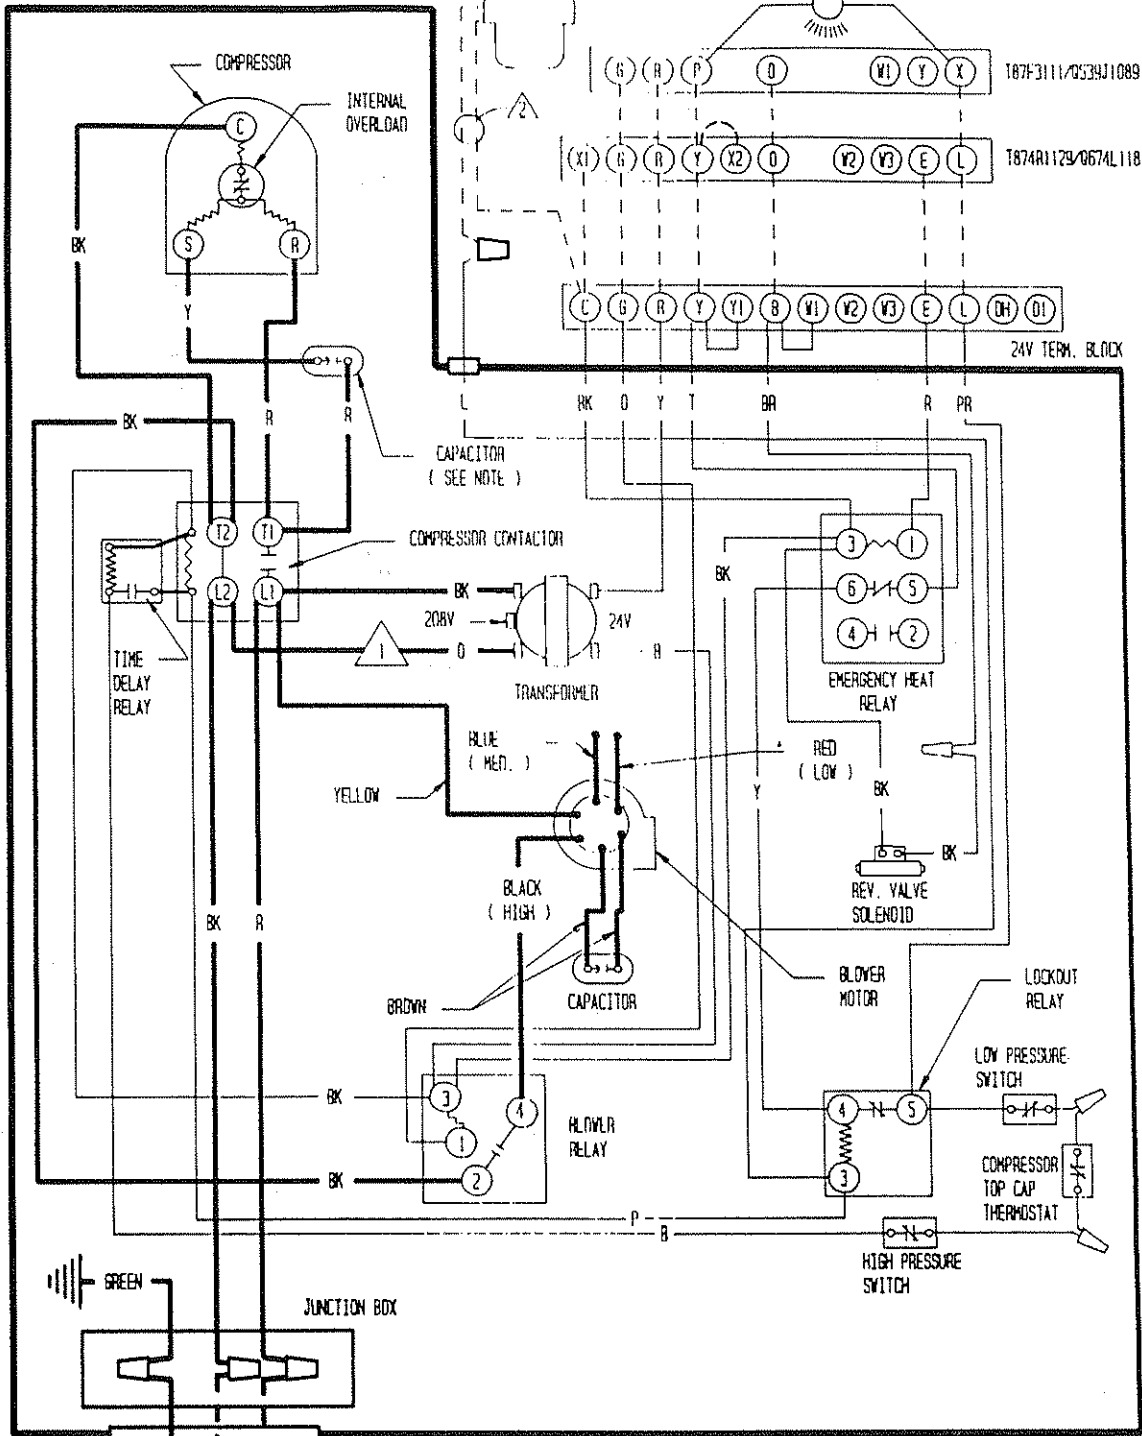 COMPRESSOR
INTERNAL
OVERLOAD
C
S
R
BK
Y
R
R
2
G R P O W1 Y X
T87F3111/Q539J1089
X1 G R Y X2 O W2 W3 E L
T874R1129/Q674L118
C G R Y Y1 B W1 W2 W3 E L DH O1
24V TERM. BLOCK
L BK O Y T BR R PR
BK
CAPACITOR
( SEE NOTE )
T2 T1
COMPRESSOR CONTACTOR
L2 L1
BK
208V
24V
1
O
TRANSFORMER
TIME
DELAY
RELAY
BK
3 1
6 5
4 2
EMERGENCY HEAT
RELAY
BLUE
( MED. )
RED
( LOW )
YELLOW
Y
BK
BK
REV. VALVE
SOLENOID
BLACK
( HIGH )
BK R
BROWN
CAPACITOR
BLOWER
MOTOR
LOCKOUT
RELAY
LOW PRESSURE
SWITCH
BK
3
4
1
2
BLOWER
RELAY
4 5
3
COMPRESSOR
TOP CAP
THERMOSTAT
BK
P
B
HIGH PRESSURE
SWITCH
GREEN
JUNCTION BOX